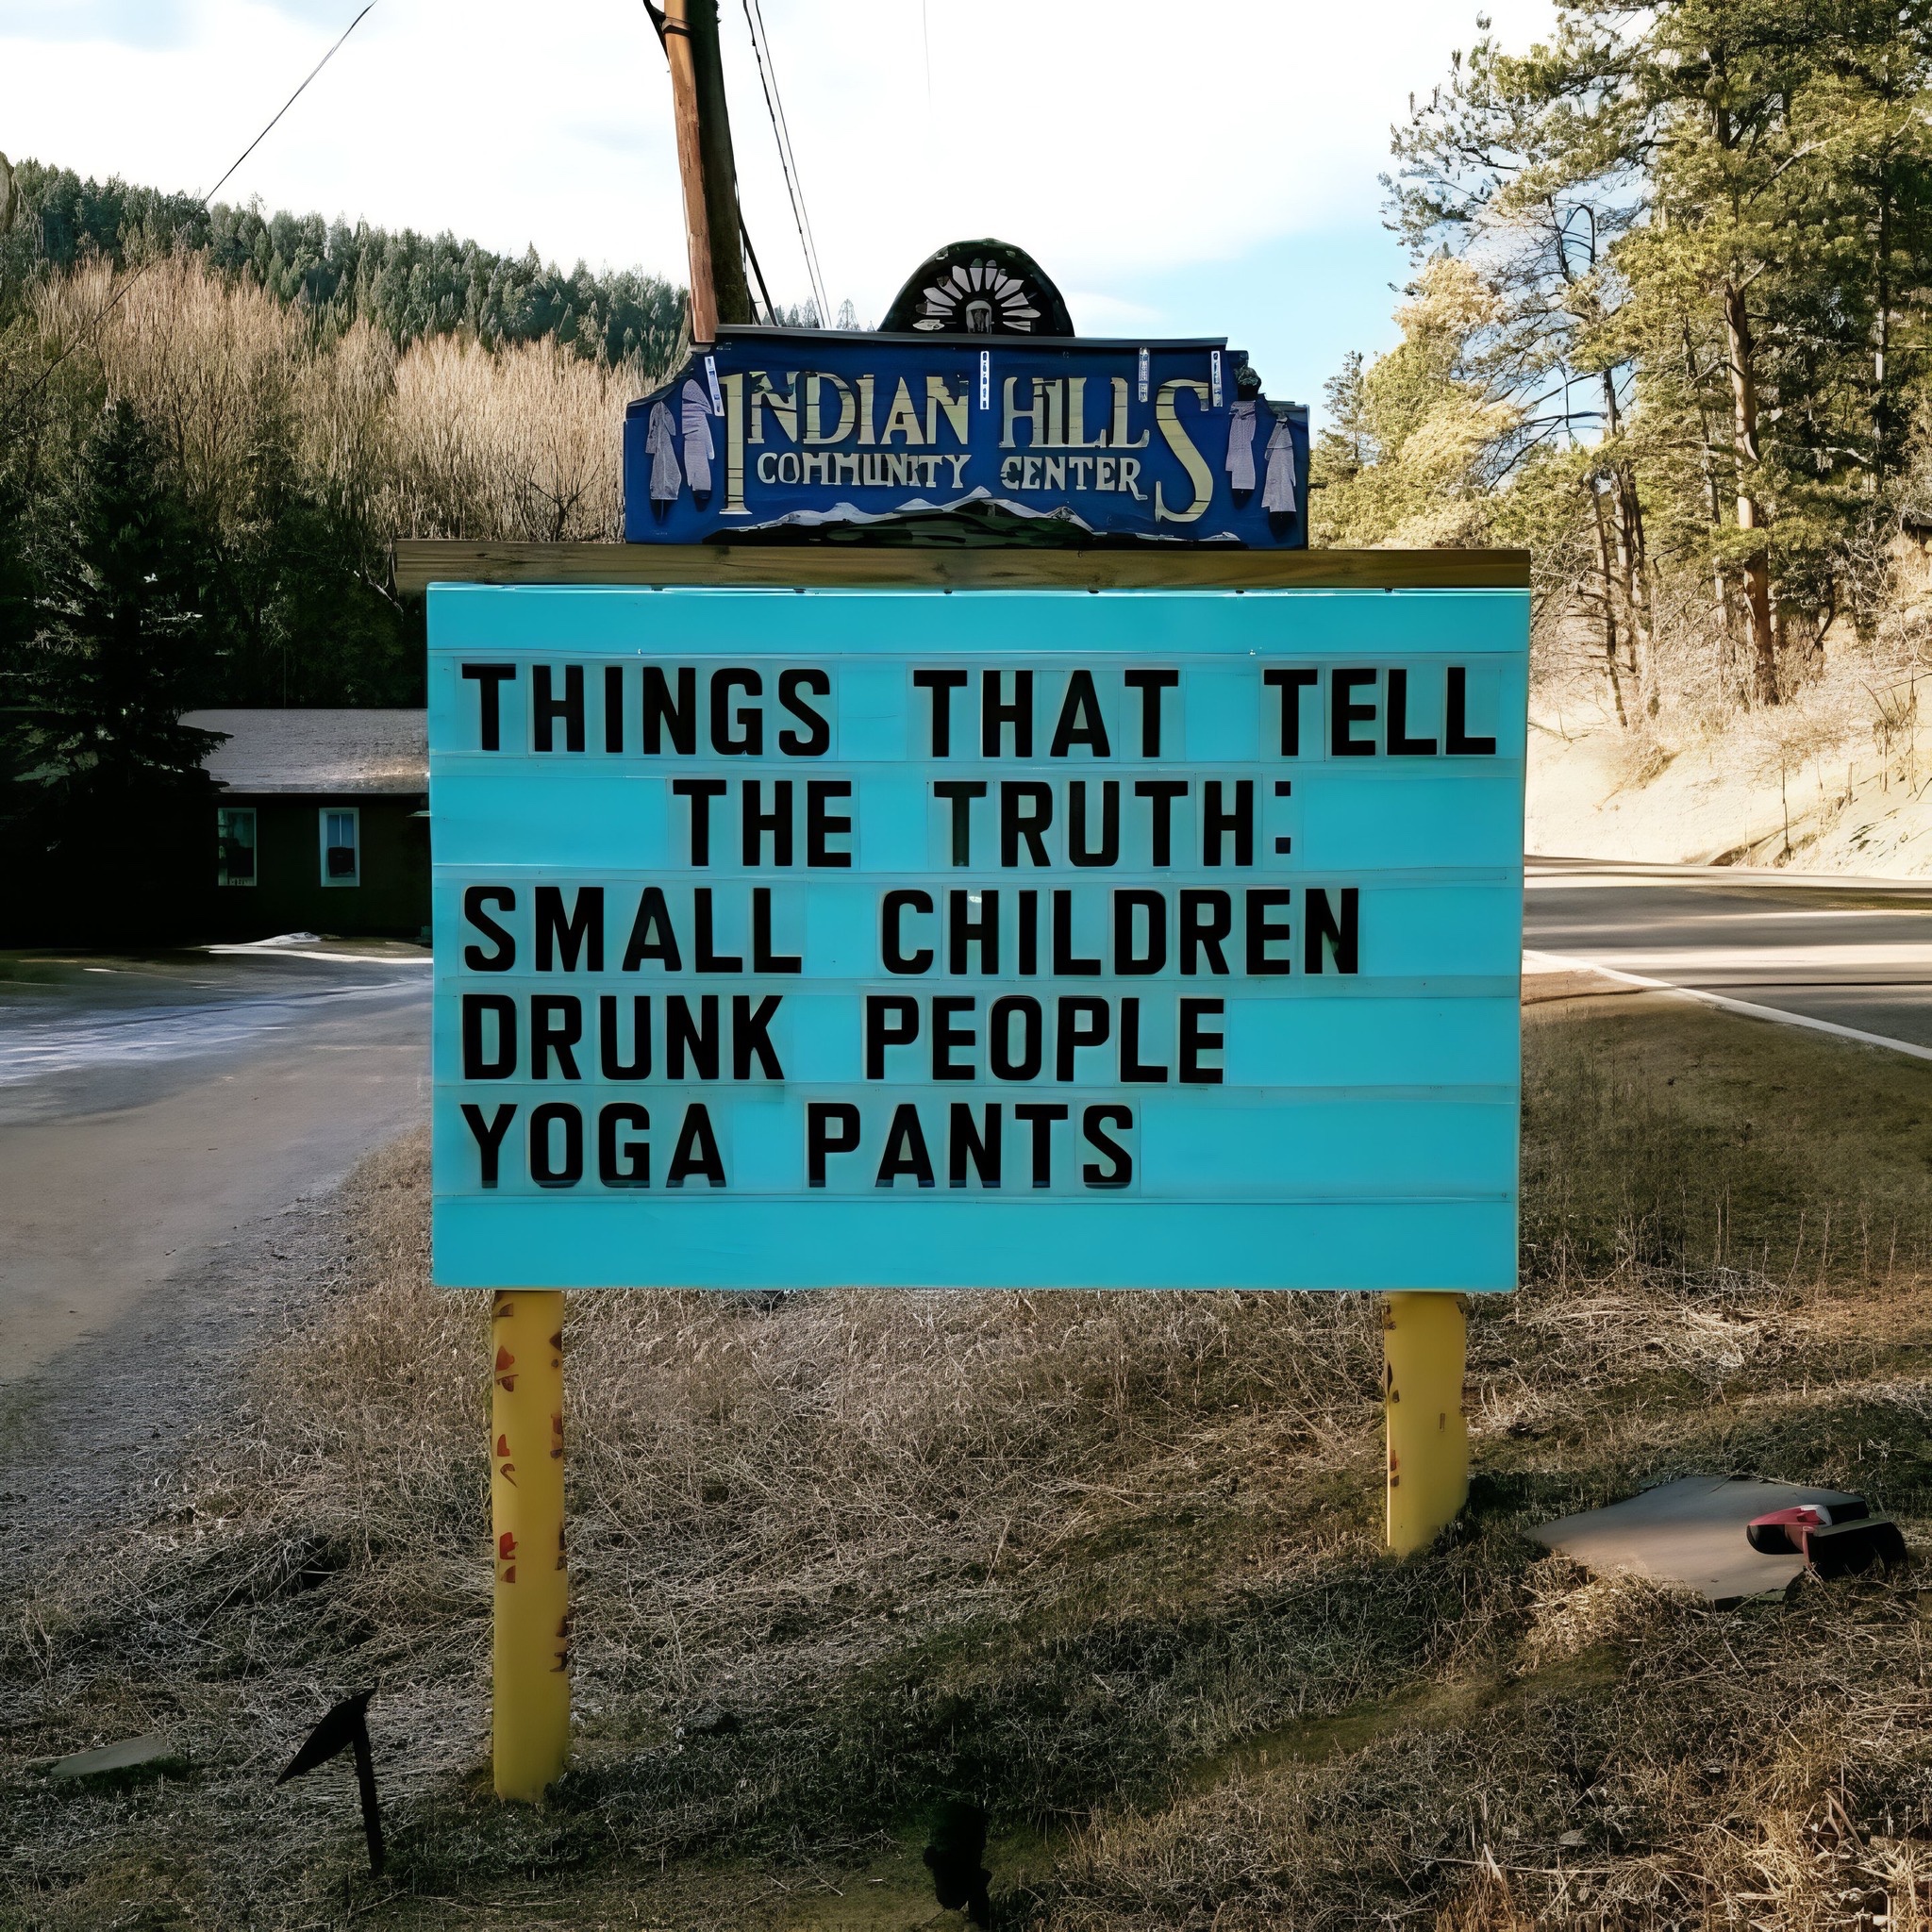 INDIAN HILLS
COMMUNITY CENTER
THINGS THAT TELL
THE TRUTH:
SMALL CHILDREN
DRUNK PEOPLE
YOGA PANTS